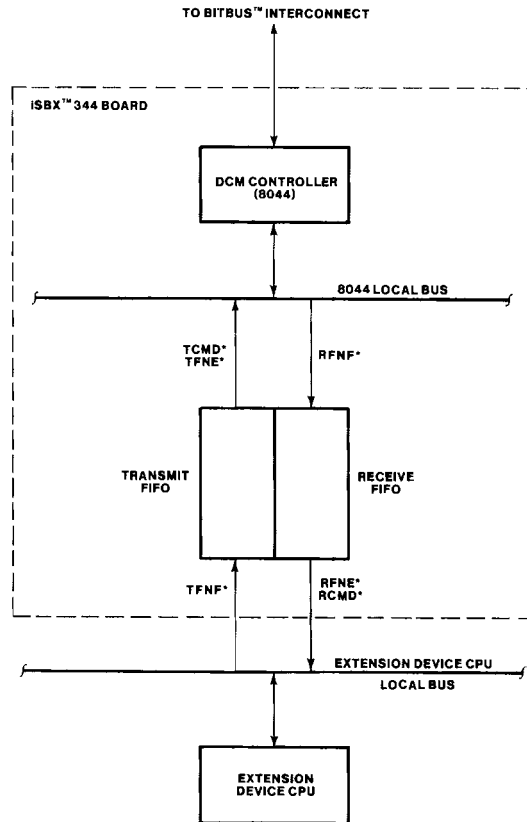 TO BITBUS™ INTERCONNECT
iSBX™ 344 BOARD
DCM CONTROLLER
(8044)
8044 LOCAL BUS
TCMD*
TFNE*
RFNF*
TRANSMIT
FIFO
RECEIVE
FIFO
TFNF*
RFNE*
RCMD*
EXTENSION DEVICE CPU
LOCAL BUS
EXTENSION
DEVICE CPU